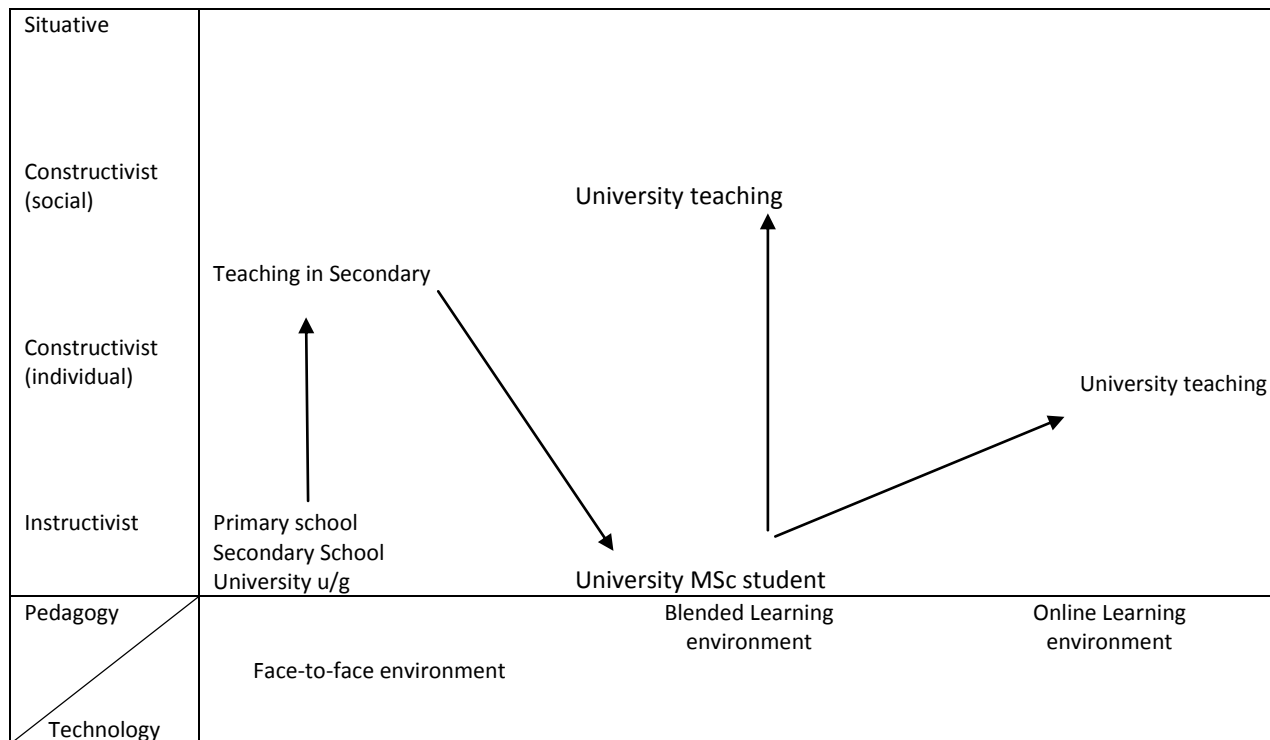 Situative
Constructivist
(social)
University teaching
Teaching in Secondary
Constructivist
(individual)
University teaching
Instructivist
Primary school
Secondary School
University u/g
University MSc student
Pedagogy
Technology
Face-to-face environment
Blended Learning
environment
Online Learning
environment